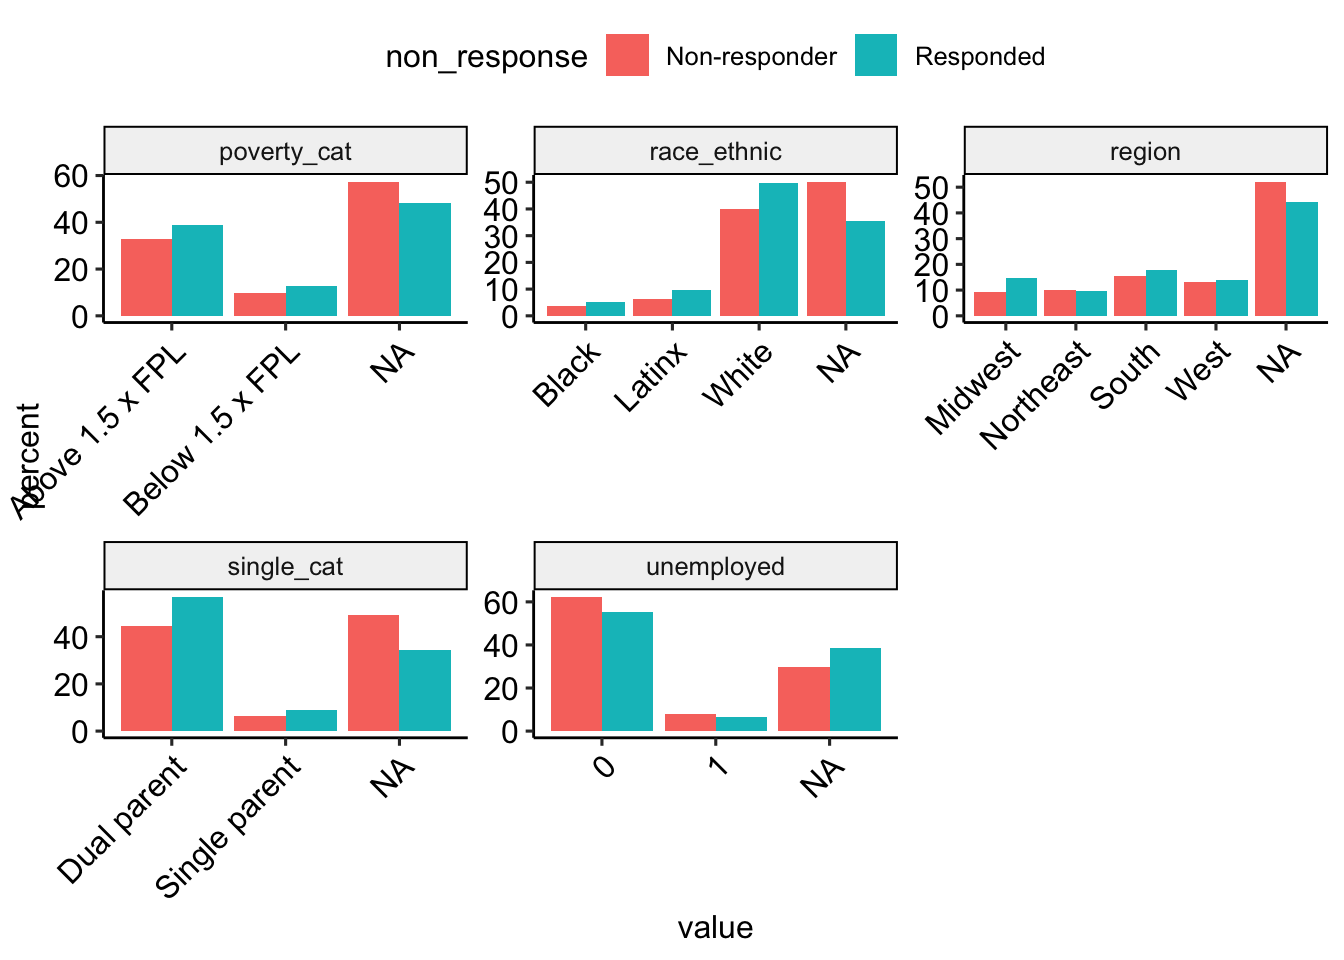 non_response Non-responder Responded
poverty_cat race_ethnic region
60
40
20
0
Above 1.5 x FPL Below 1.5 x FPL NA
50
40
30
20
10
0
Black Latinx White NA
50
40
30
20
10
0
Midwest Northeast South West NA
percent
single_cat unemployed
40
20
0
Dual parent Single parent NA
60
40
20
0
0 1 NA
value